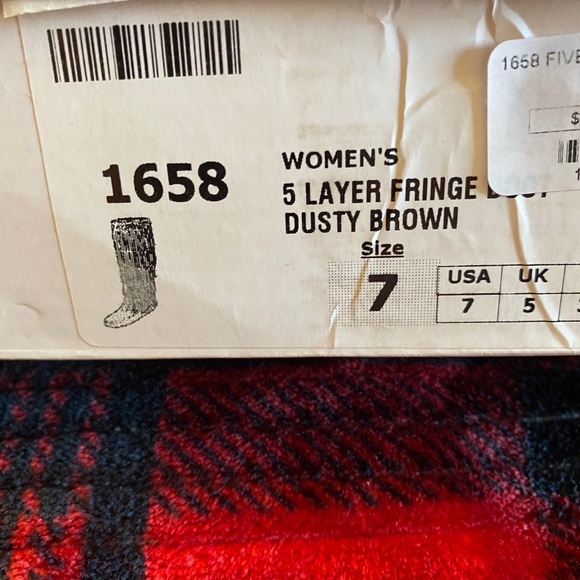 1658 FIVE
$
1658
WOMEN'S
5 LAYER FRINGE
DUSTY BROWN
Size
7
USA UK
7 5